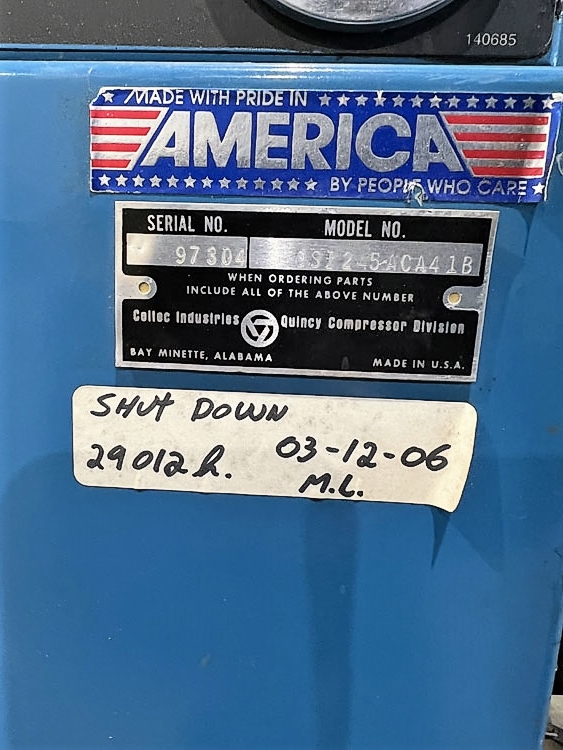 140685
MADE WITH PRIDE IN
AMERICA
BY PEOPLE WHO CARE
SERIAL NO. MODEL NO.
97304
WHEN ORDERING PARTS
INCLUDE ALL OF THE ABOVE NUMBER
Coltec Industries Quincy Compressor Division
BAY MINETTE, ALABAMA MADE IN U.S.A.
SHUT DOWN
29012h. 03-12-06
M.L.